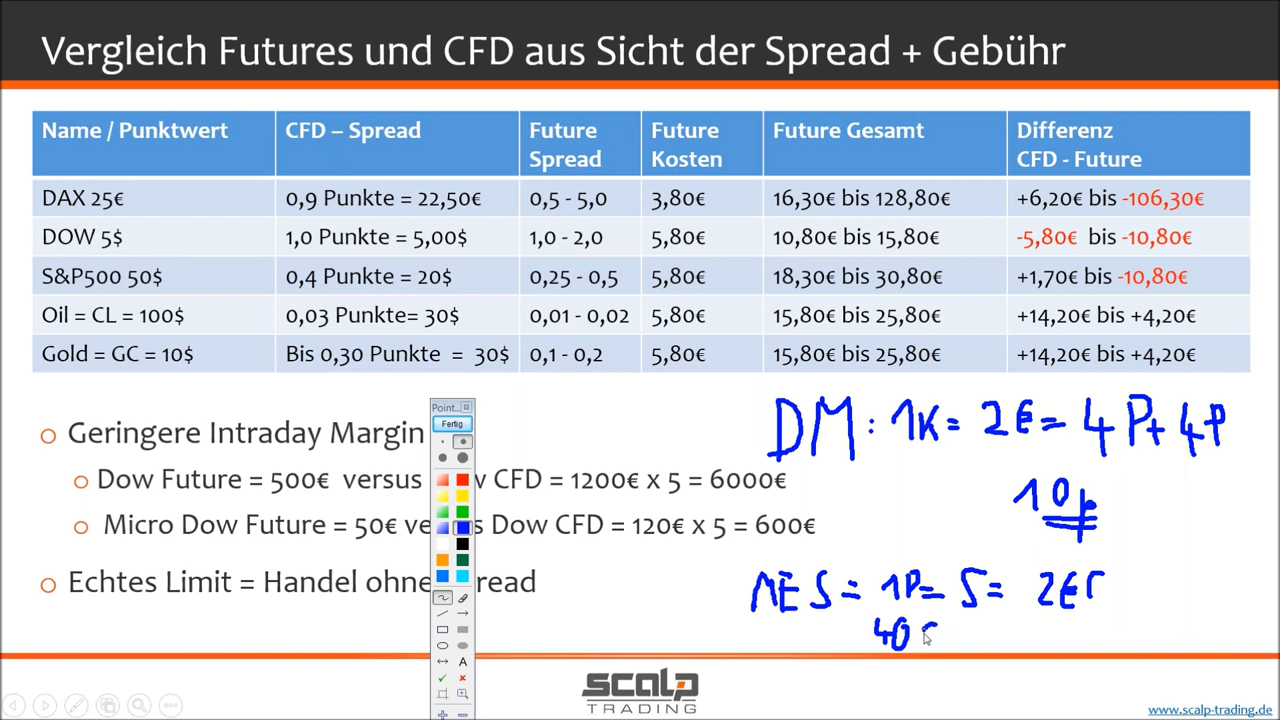 Vergleich Futures und CFD aus Sicht der Spread + Gebühr
Name / Punktwert CFD – Spread Future Spread Future Kosten Future Gesamt Differenz CFD - Future
DAX 25€ 0,9 Punkte = 22,50€ 0,5 - 5,0 3,80€ 16,30€ bis 128,80€ +6,20€ bis -106,30€
DOW 5$ 1,0 Punkte = 5,00$ 1,0 - 2,0 5,80€ 10,80€ bis 15,80€ -5,80€ bis -10,80€
S&P500 50$ 0,4 Punkte = 20$ 0,25 - 0,5 5,80€ 18,30€ bis 30,80€ +1,70€ bis -10,80€
Oil = CL = 100$ 0,03 Punkte= 30$ 0,01 - 0,02 5,80€ 15,80€ bis 25,80€ +14,20€ bis +4,20€
Gold = GC = 10$ Bis 0,30 Punkte = 30$ 0,1 - 0,2 5,80€ 15,80€ bis 25,80€ +14,20€ bis +4,20€
Point...
Fertig
DM: 1K= 2€= 4P+4P
Geringere Intraday Margin
Dow Future = 500€ versus CFD = 1200€ x 5 = 6000€
10p
Micro Dow Future = 50€ Dow CFD = 120€ x 5 = 600€
Echtes Limit = Handel ohne
MES = 1P= 5= 2€
40
A
SCALP
TRADING
www.scalp-trading.de